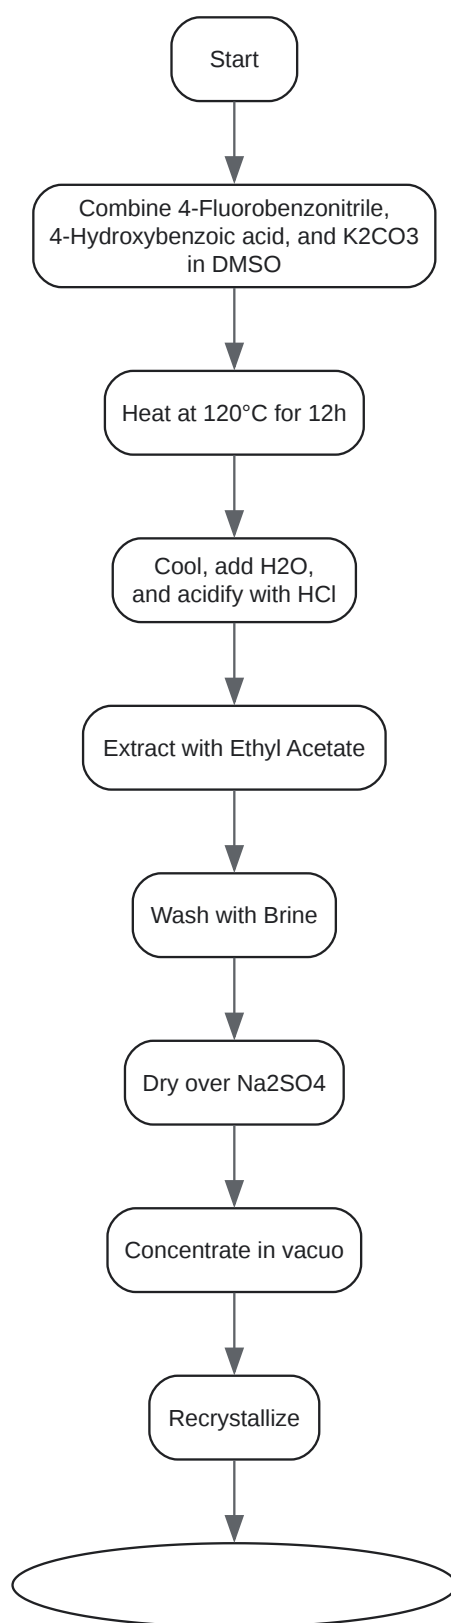 Start
Combine 4-Fluorobenzonitrile,
4-Hydroxybenzoic acid, and K2CO3
in DMSO
Heat at 120°C for 12h
Cool, add H2O,
and acidify with HCl
Extract with Ethyl Acetate
Wash with Brine
Dry over Na2SO4
Concentrate in vacuo
Recrystallize